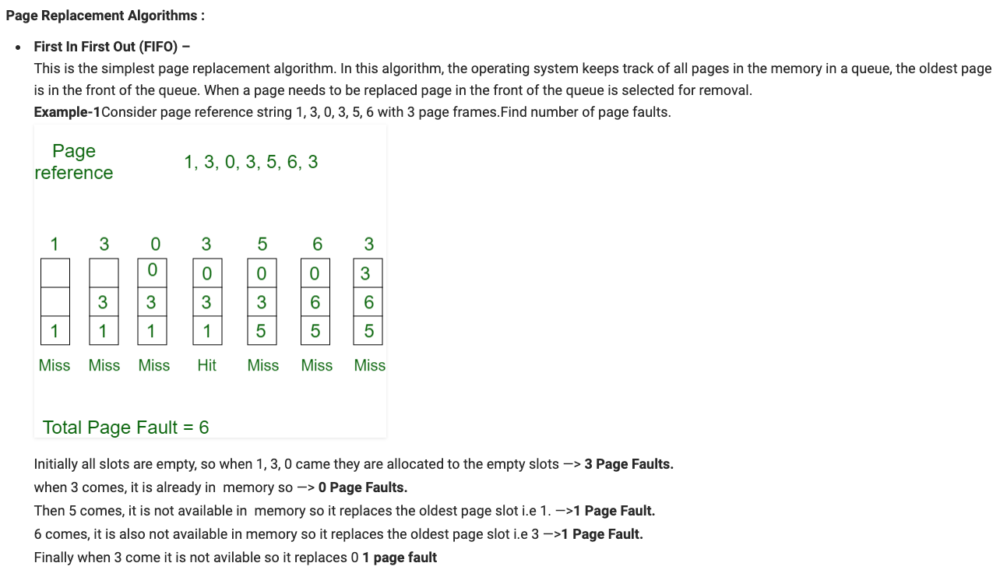 Page Replacement Algorithms :
First In First Out (FIFO) –
This is the simplest page replacement algorithm. In this algorithm, the operating system keeps track of all pages in the memory in a queue, the oldest page
is in the front of the queue. When a page needs to be replaced page in the front of the queue is selected for removal.
Example-1Consider page reference string 1, 3, 0, 3, 5, 6 with 3 page frames.Find number of page faults.
Page
reference
1, 3, 0, 3, 5, 6, 3
1 3 0 3 5 6 3
0 0 0 0 3
3 3 3 3 6 6
1 1 1 1 5 5 5
Miss Miss Miss Hit Miss Miss Miss
Total Page Fault = 6
Initially all slots are empty, so when 1, 3, 0 came they are allocated to the empty slots —> 3 Page Faults.
when 3 comes, it is already in  memory so —> 0 Page Faults.
Then 5 comes, it is not available in  memory so it replaces the oldest page slot i.e 1. —>1 Page Fault.
6 comes, it is also not available in memory so it replaces the oldest page slot i.e 3 —>1 Page Fault.
Finally when 3 come it is not avilable so it replaces 0 1 page fault